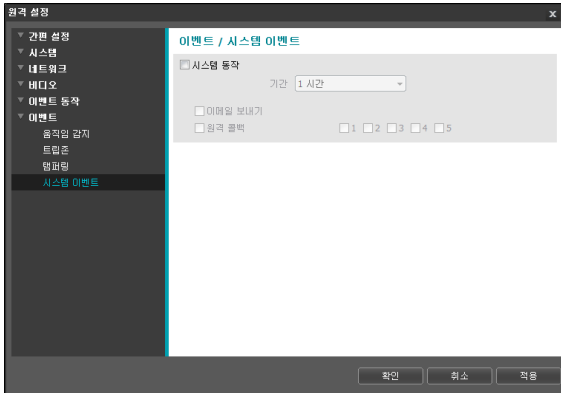 원격 설정 x
간편 설정
시스템
네트워크
비디오
이벤트 동작
이벤트
움직임 감지
트립존
탬퍼링
시스템 이벤트
이벤트 / 시스템 이벤트
시스템 동작
기간 1 시간
이메일 보내기
원격 콜백 1 2 3 4 5
확인 취소 적용